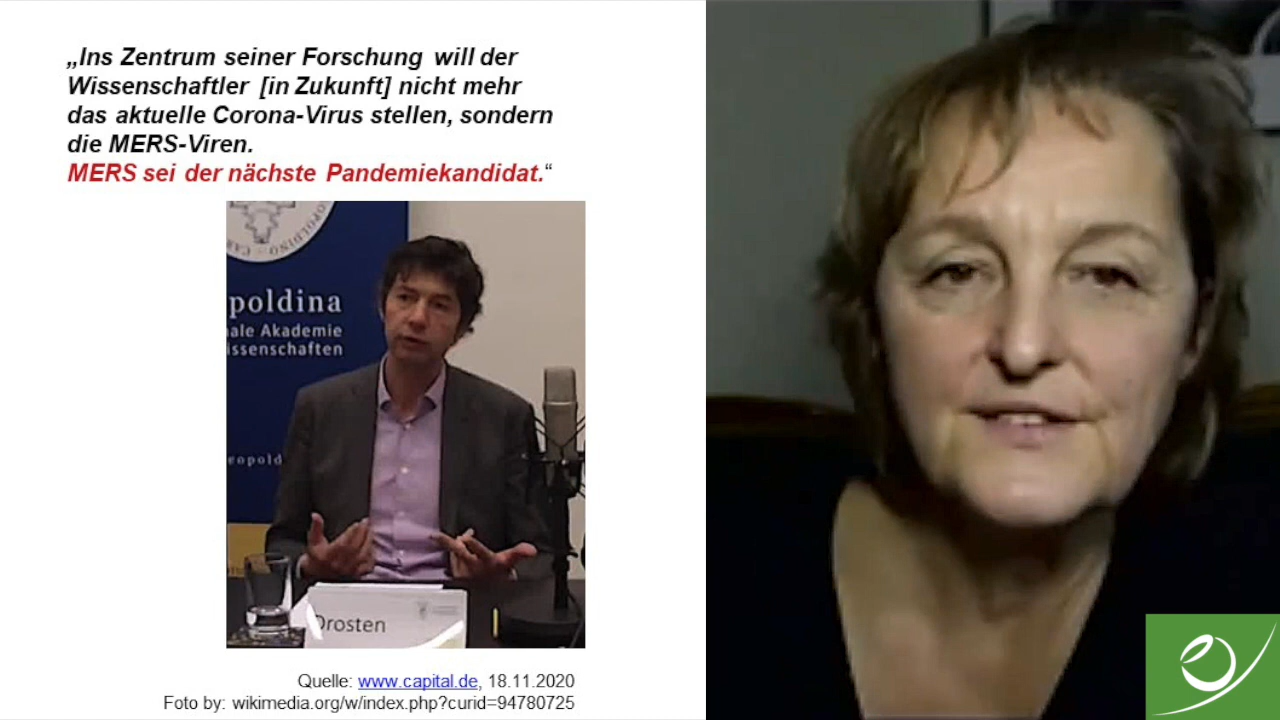 „Ins Zentrum seiner Forschung will der
Wissenschaftler [in Zukunft] nicht mehr
das aktuelle Corona-Virus stellen, sondern
die MERS-Viren.
MERS sei der nächste Pandemiekandidat.“
poldina
ale Akademie
issenschaften
eopold
Drosten
Quelle: www.capital.de, 18.11.2020
Foto by: wikimedia.org/w/index.php?curid=94780725